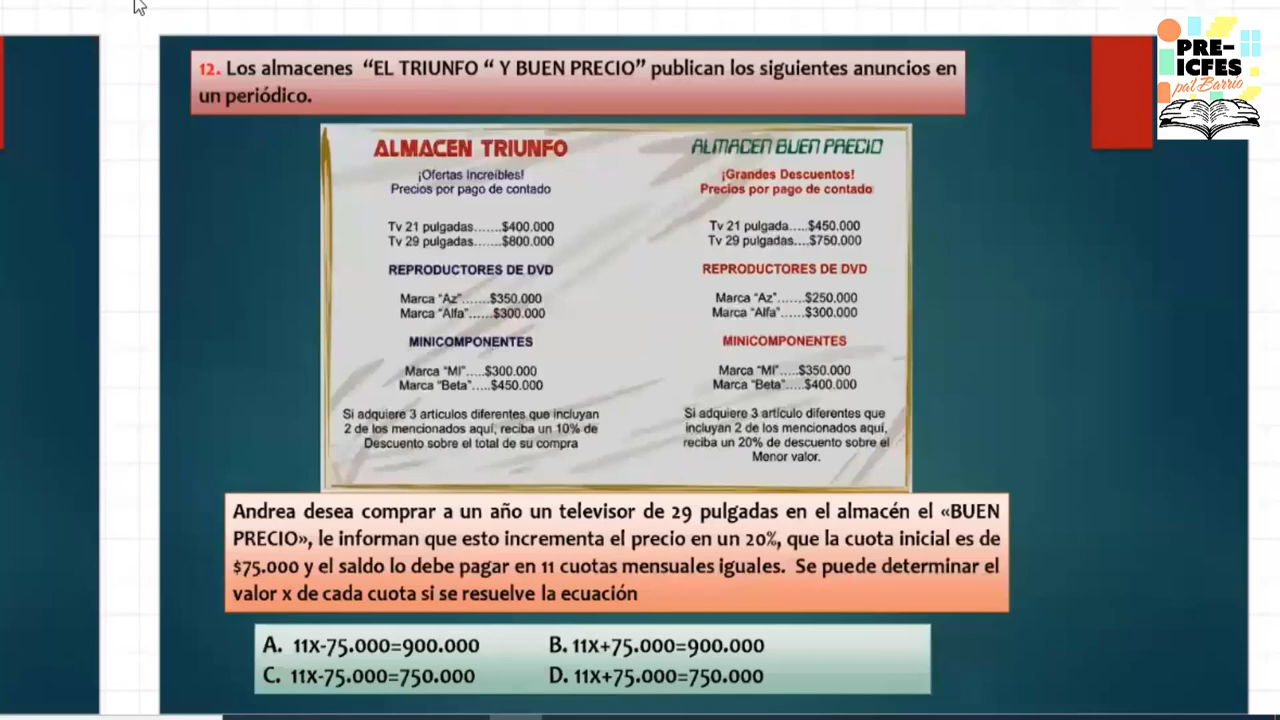 12. Los almacenes “EL TRIUNFO “ Y BUEN PRECIO” publican los siguientes anuncios en
un periódico.
PRE-
ICFES
pal Barrio
ALMACEN TRIUNFO
¡Ofertas Increíbles!
Precios por pago de contado
Tv 21 pulgadas.......$400.000
Tv 29 pulgadas.......$800.000
REPRODUCTORES DE DVD
Marca "Az".......$350.000
Marca "Alfa"......$300.000
MINICOMPONENTES
Marca "MI".....$300.000
Marca "Beta".....$450.000
Si adquiere 3 artículos diferentes que incluyan
2 de los mencionados aquí, reciba un 10% de
Descuento sobre el total de su compra
ALMACEN BUEN PRECIO
¡Grandes Descuentos!
Precios por pago de contado
Tv 21 pulgada.....$450.000
Tv 29 pulgadas....$750.000
REPRODUCTORES DE DVD
Marca "Az"......$250.000
Marca "Alfa"......$300.000
MINICOMPONENTES
Marca "MI".....$350.000
Marca "Beta".....$400.000
Si adquiere 3 artículo diferentes que
incluyan 2 de los mencionados aquí,
reciba un 20% de descuento sobre el
Menor valor.
Andrea desea comprar a un año un televisor de 29 pulgadas en el almacén el «BUEN
PRECIO», le informan que esto incrementa el precio en un 20%, que la cuota inicial es de
$75.000 y el saldo lo debe pagar en 11 cuotas mensuales iguales. Se puede determinar el
valor x de cada cuota si se resuelve la ecuación
A. 11x-75.000=900.000 B. 11x+75.000=900.000
C. 11x-75.000=750.000 D. 11x+75.000=750.000